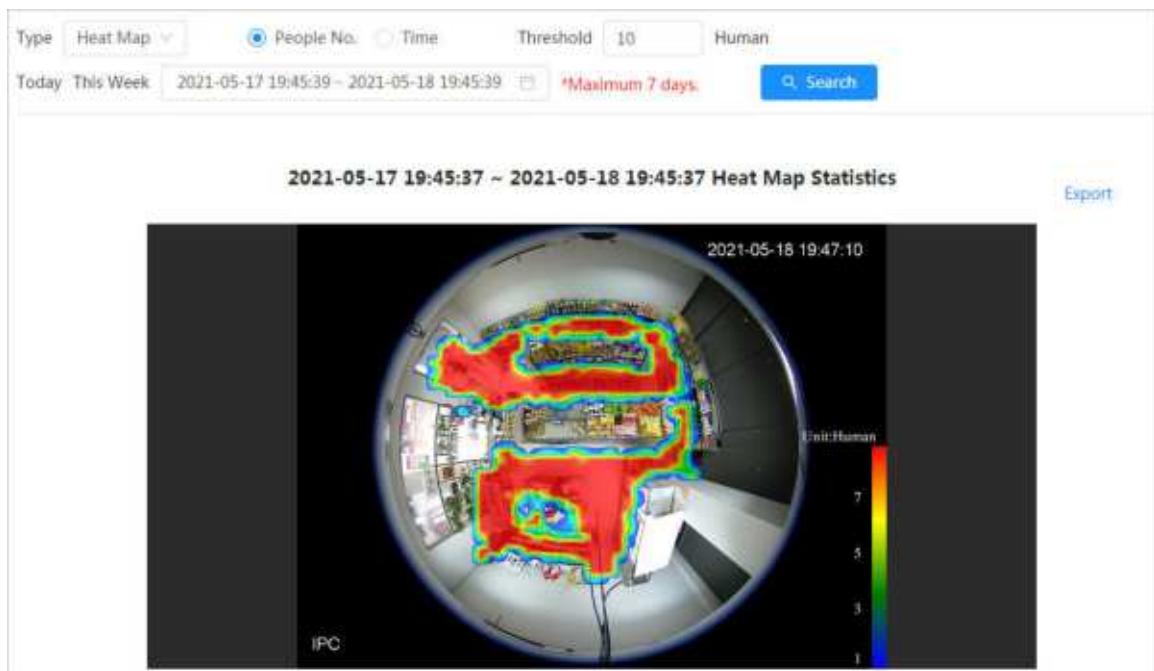 Type Heat Map People No. Time Threshold 10 Human
Today This Week 2021-05-17 19:45:39 ~ 2021-05-18 19:45:39 *Maximum 7 days. Search
2021-05-17 19:45:37 ~ 2021-05-18 19:45:37 Heat Map Statistics
Export
2021-05-18 19:47:10
Unit:Human
7
5
3
1
IPC